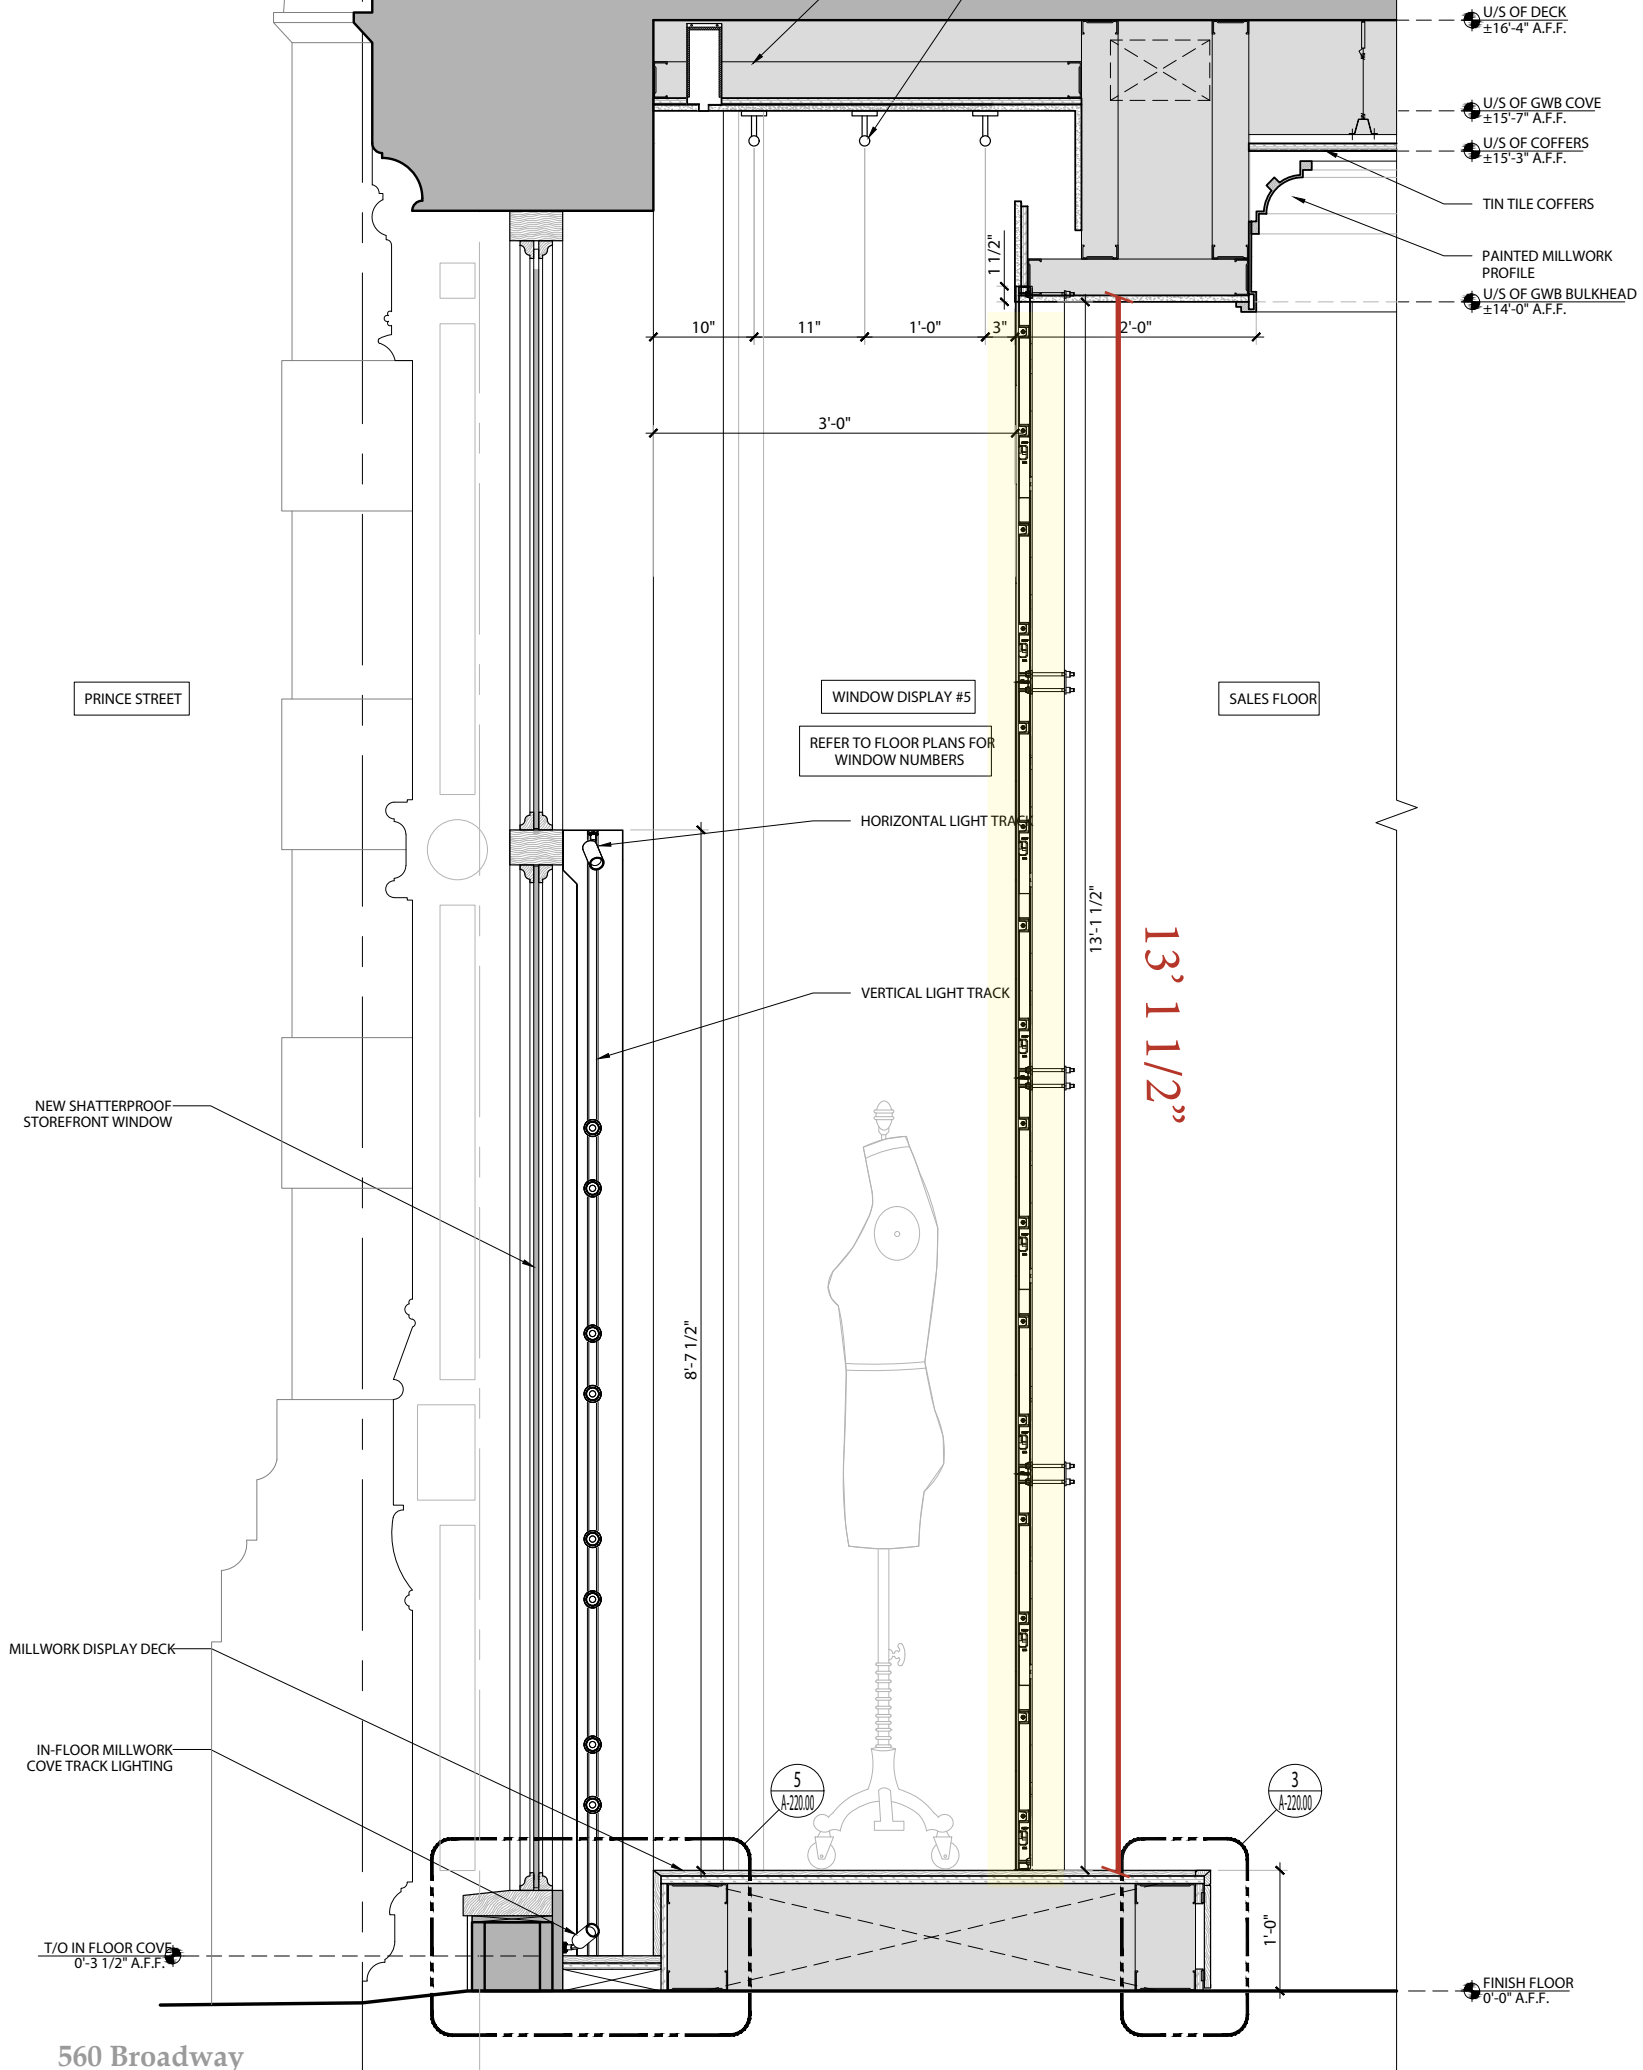 U/S OF DECK
±16'-4" A.F.F.
U/S OF GWB COVE
±15'-7" A.F.F.
U/S OF COFFERS
±15'-3" A.F.F.
TIN TILE COFFERS
PAINTED MILLWORK
PROFILE
U/S OF GWB BULKHEAD
±14'-0" A.F.F.
1 1/2"
10"
11"
1'-0"
3"
2'-0"
3'-0"
PRINCE STREET
WINDOW DISPLAY #5
SALES FLOOR
REFER TO FLOOR PLANS FOR
WINDOW NUMBERS
HORIZONTAL LIGHT TRACK
13'-1 1/2"
13’ 1 1/2”
VERTICAL LIGHT TRACK
NEW SHATTERPROOF
STOREFRONT WINDOW
8'-7 1/2"
MILLWORK DISPLAY DECK
IN-FLOOR MILLWORK
COVE TRACK LIGHTING
5
A-220.00
3
A-220.00
1'-0"
T/O IN FLOOR COVE
0'-3 1/2" A.F.F.
FINISH FLOOR
0'-0" A.F.F.
560 Broadway